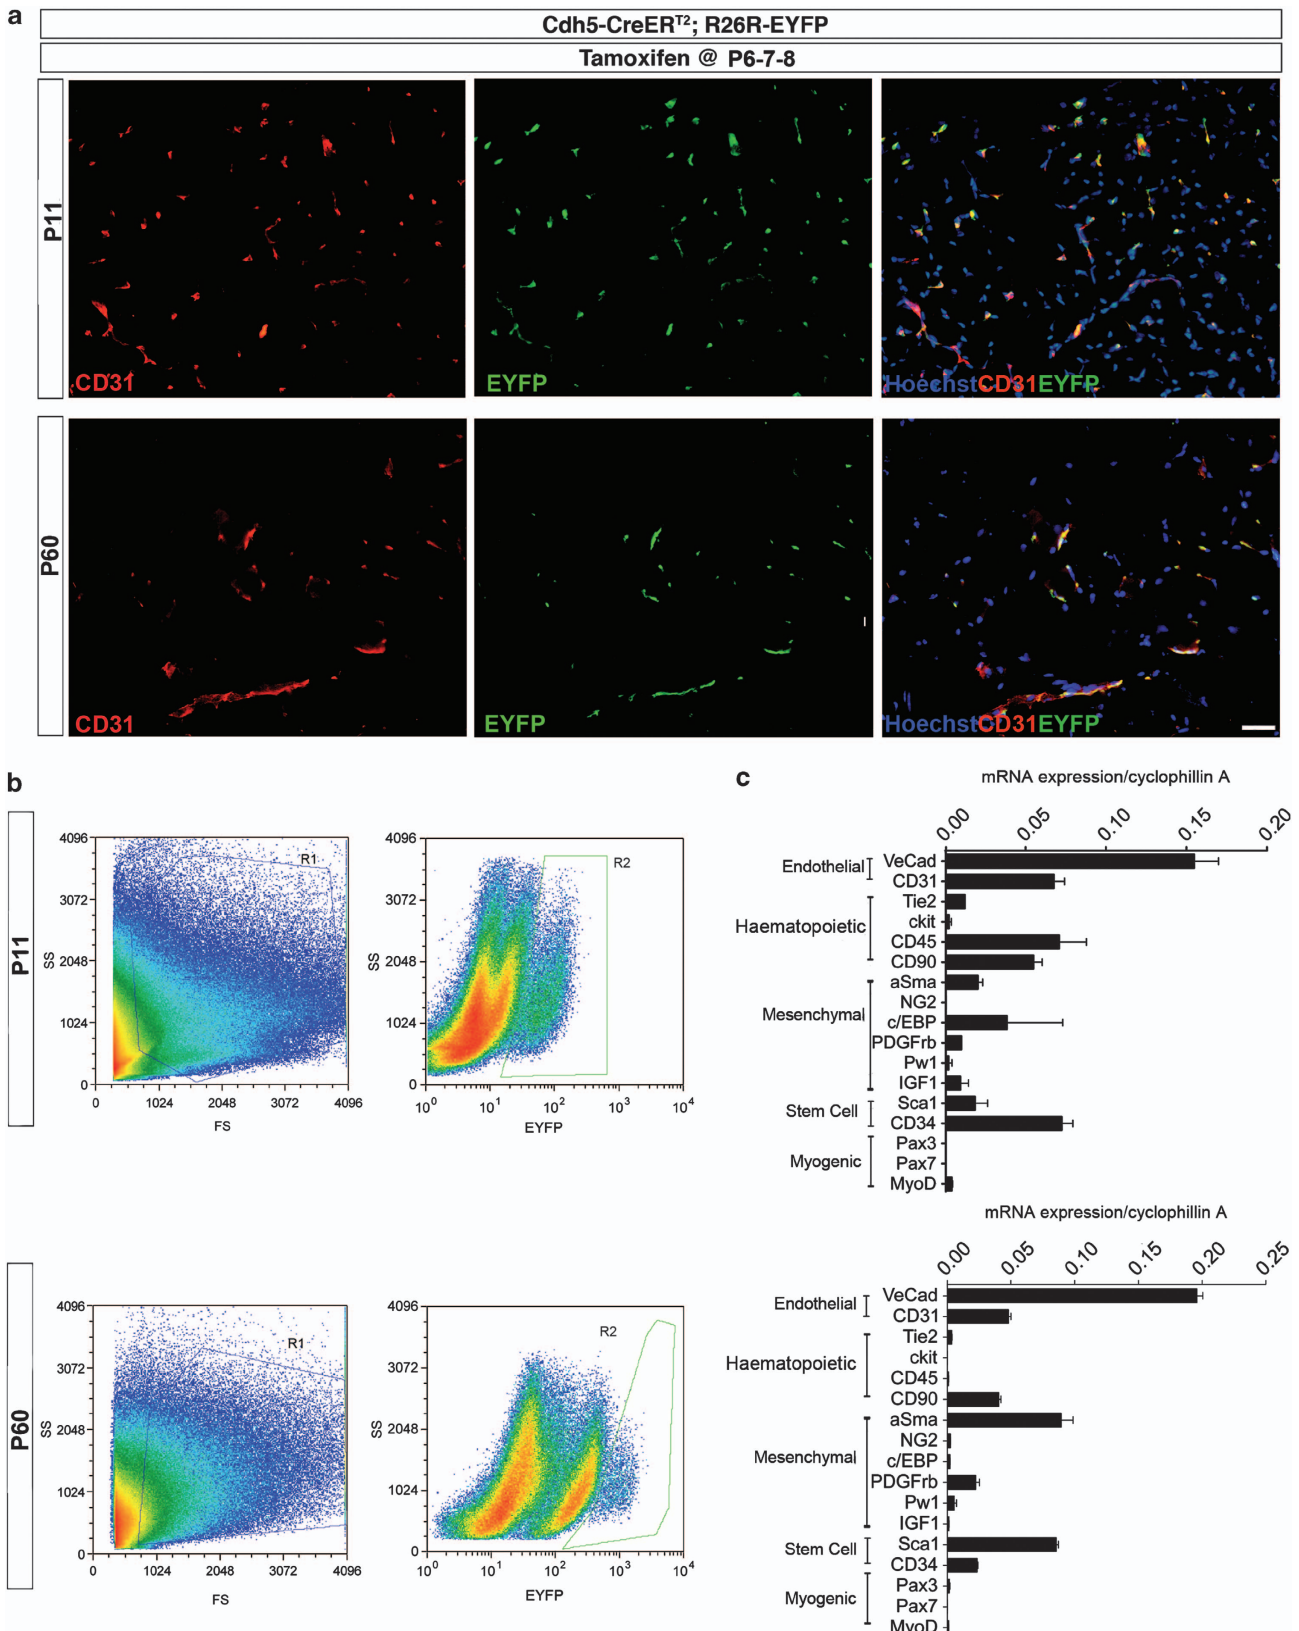 a
Cdh5-CreERT2; R26R-EYFP
Tamoxifen @ P6-7-8
P11
CD31
EYFP
HoechstCD31EYFP
P60
CD31
EYFP
HoechstCD31EYFP
b
P11
4096
3072
2048
1024
0
SS
R1
0 1024 2048 3072 4096
FS
4096
3072
2048
1024
0
SS
R2
10^0 10^1 10^2 10^3 10^4
EYFP
P60
4096
3072
2048
1024
0
SS
R1
0 1024 2048 3072 4096
FS
4096
3072
2048
1024
0
SS
R2
10^0 10^1 10^2 10^3 10^4
EYFP
c
mRNA expression/cyclophillin A
0.00 0.05 0.10 0.15 0.20
Endothelial
VeCad
CD31
Haematopoietic
Tie2
ckit
CD45
CD90
Mesenchymal
aSma
NG2
c/EBP
PDGFrb
Pw1
IGF1
Stem Cell
Sca1
CD34
Myogenic
Pax3
Pax7
MyoD
mRNA expression/cyclophillin A
0.00 0.05 0.10 0.15 0.20 0.25
Endothelial
VeCad
CD31
Haematopoietic
Tie2
ckit
CD45
CD90
Mesenchymal
aSma
NG2
c/EBP
PDGFrb
Pw1
IGF1
Stem Cell
Sca1
CD34
Myogenic
Pax3
Pax7
MyoD